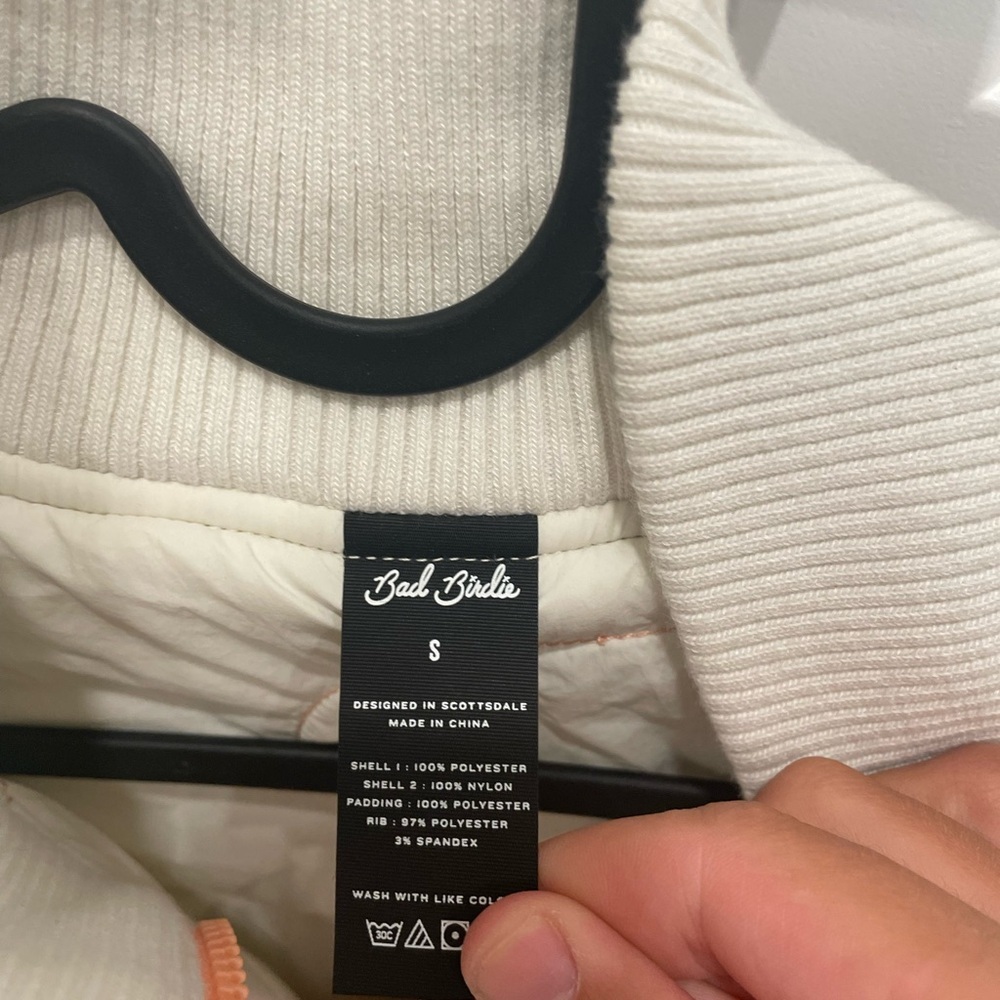 Bad Birdie
S
DESIGNED IN SCOTTSDALE
MADE IN CHINA
SHELL 1 : 100% POLYESTER
SHELL 2 : 100% NYLON
PADDING : 100% POLYESTER
RIB : 97% POLYESTER
3% SPANDEX
WASH WITH LIKE
30C